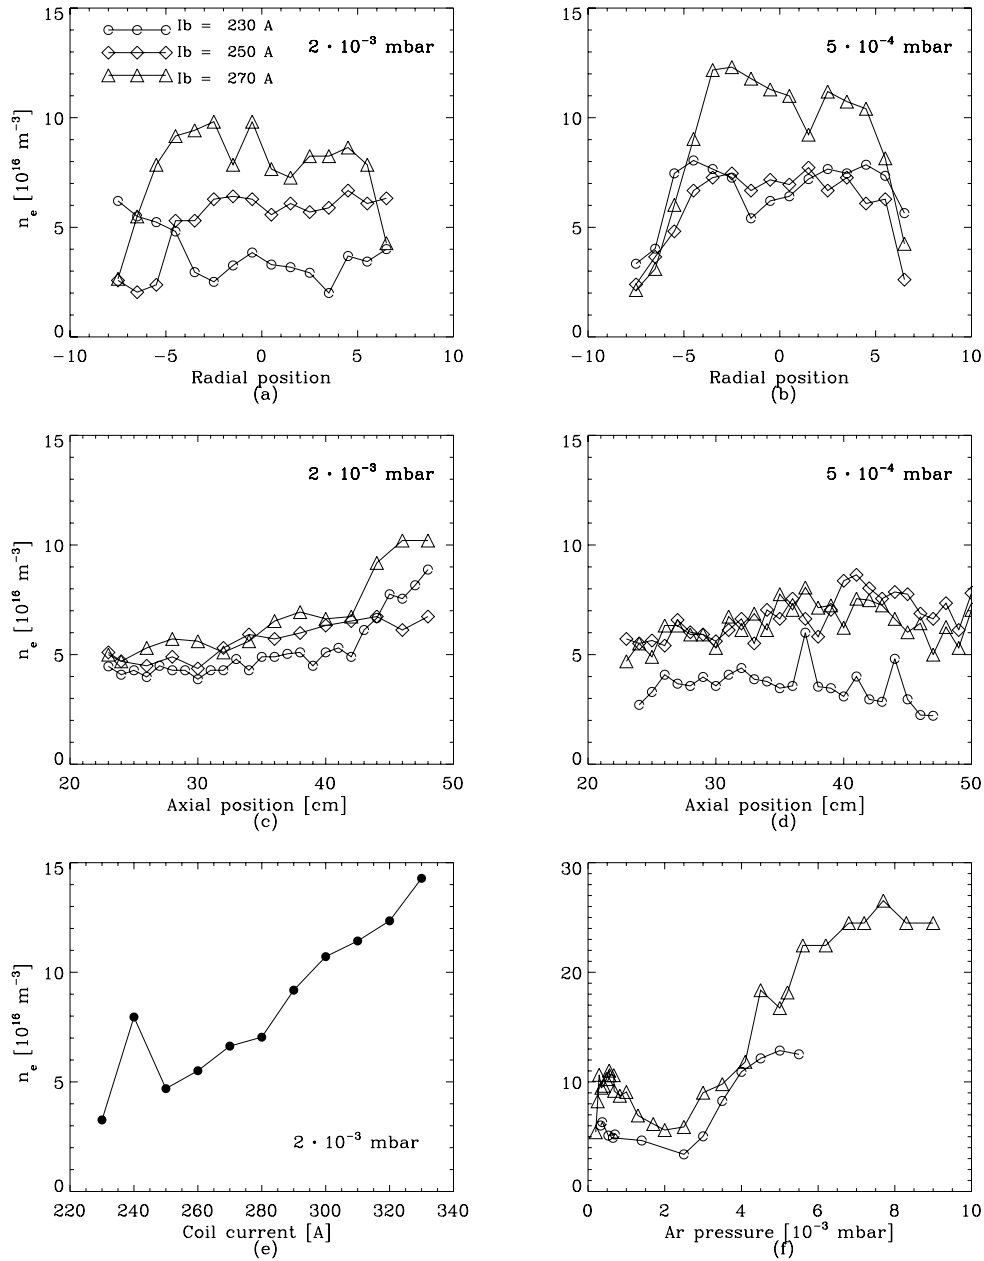 Ib = 230 A
Ib = 250 A
Ib = 270 A
2 · 10⁻³ mbar
15
10
5
0
nₑ [10¹⁶ m⁻³]
−10 −5 0 5 10
Radial position
(a)
5 · 10⁻⁴ mbar
15
10
5
0
−10 −5 0 5 10
Radial position
(b)
2 · 10⁻³ mbar
15
10
5
0
nₑ [10¹⁶ m⁻³]
20 30 40 50
Axial position [cm]
(c)
5 · 10⁻⁴ mbar
15
10
5
0
20 30 40 50
Axial position [cm]
(d)
15
10
5
0
nₑ [10¹⁶ m⁻³]
2 · 10⁻³ mbar
220 240 260 280 300 320 340
Coil current [A]
(e)
30
20
10
0
0 2 4 6 8 10
Ar pressure [10⁻³ mbar]
(f)